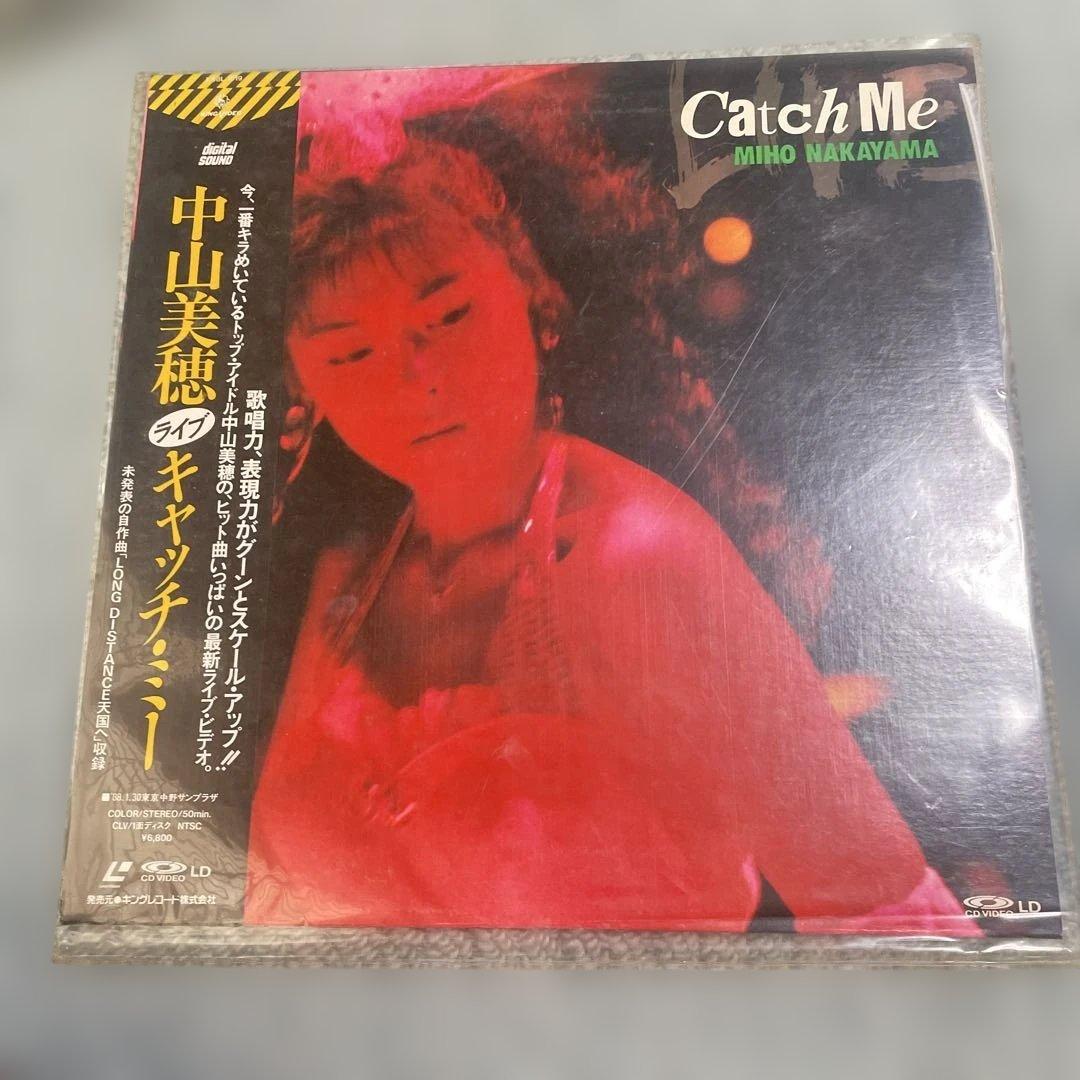 Catch Me
LIVE
MIHO NAKAYAMA
KING VIDEO
digital
SOUND
今、一番キラめいているトップ・アイドル中山美穂の、ヒット曲いっぱいの最新ライブ・ビデオ。
歌唱力、表現力がグーンとスケール・アップ!!
中山美穂
ライブ
キャッチ・ミー
未発表の自作曲「LONG DISTANCE天国へ」収録
■'88.1.30東京中野サンプラザ
COLOR/STEREO/50min.
CLV/1面ディスク NTSC
¥6,800
CD VIDEO LD
発売元●キングレコード株式会社
CD VIDEO LD